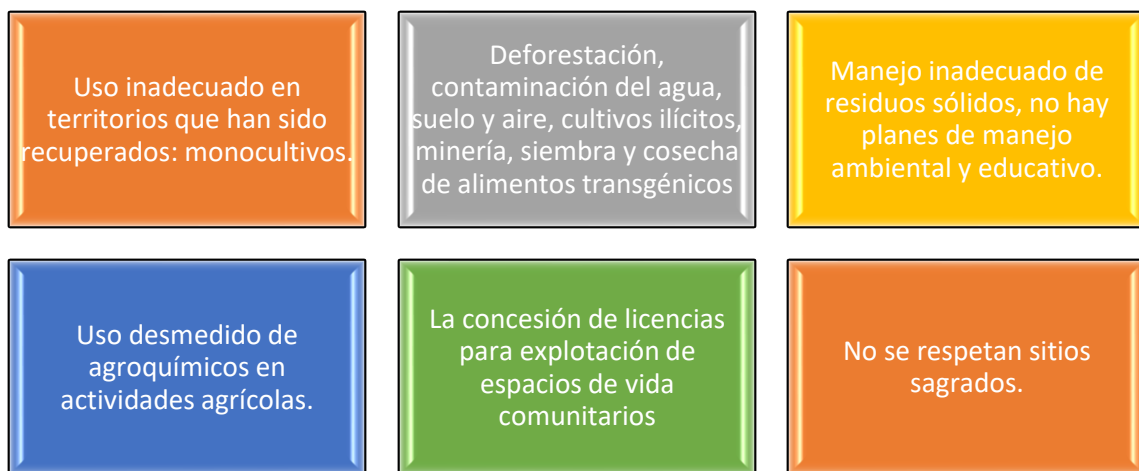 Uso inadecuado en
territorios que han sido
recuperados: monocultivos.
Deforestación,
contaminación del agua,
suelo y aire, cultivos ilícitos,
minería, siembra y cosecha
de alimentos transgénicos
Manejo inadecuado de
residuos sólidos, no hay
planes de manejo
ambiental y educativo.
Uso desmedido de
agroquímicos en
actividades agrícolas.
La concesión de licencias
para explotación de
espacios de vida
comunitarios
No se respetan sitios
sagrados.